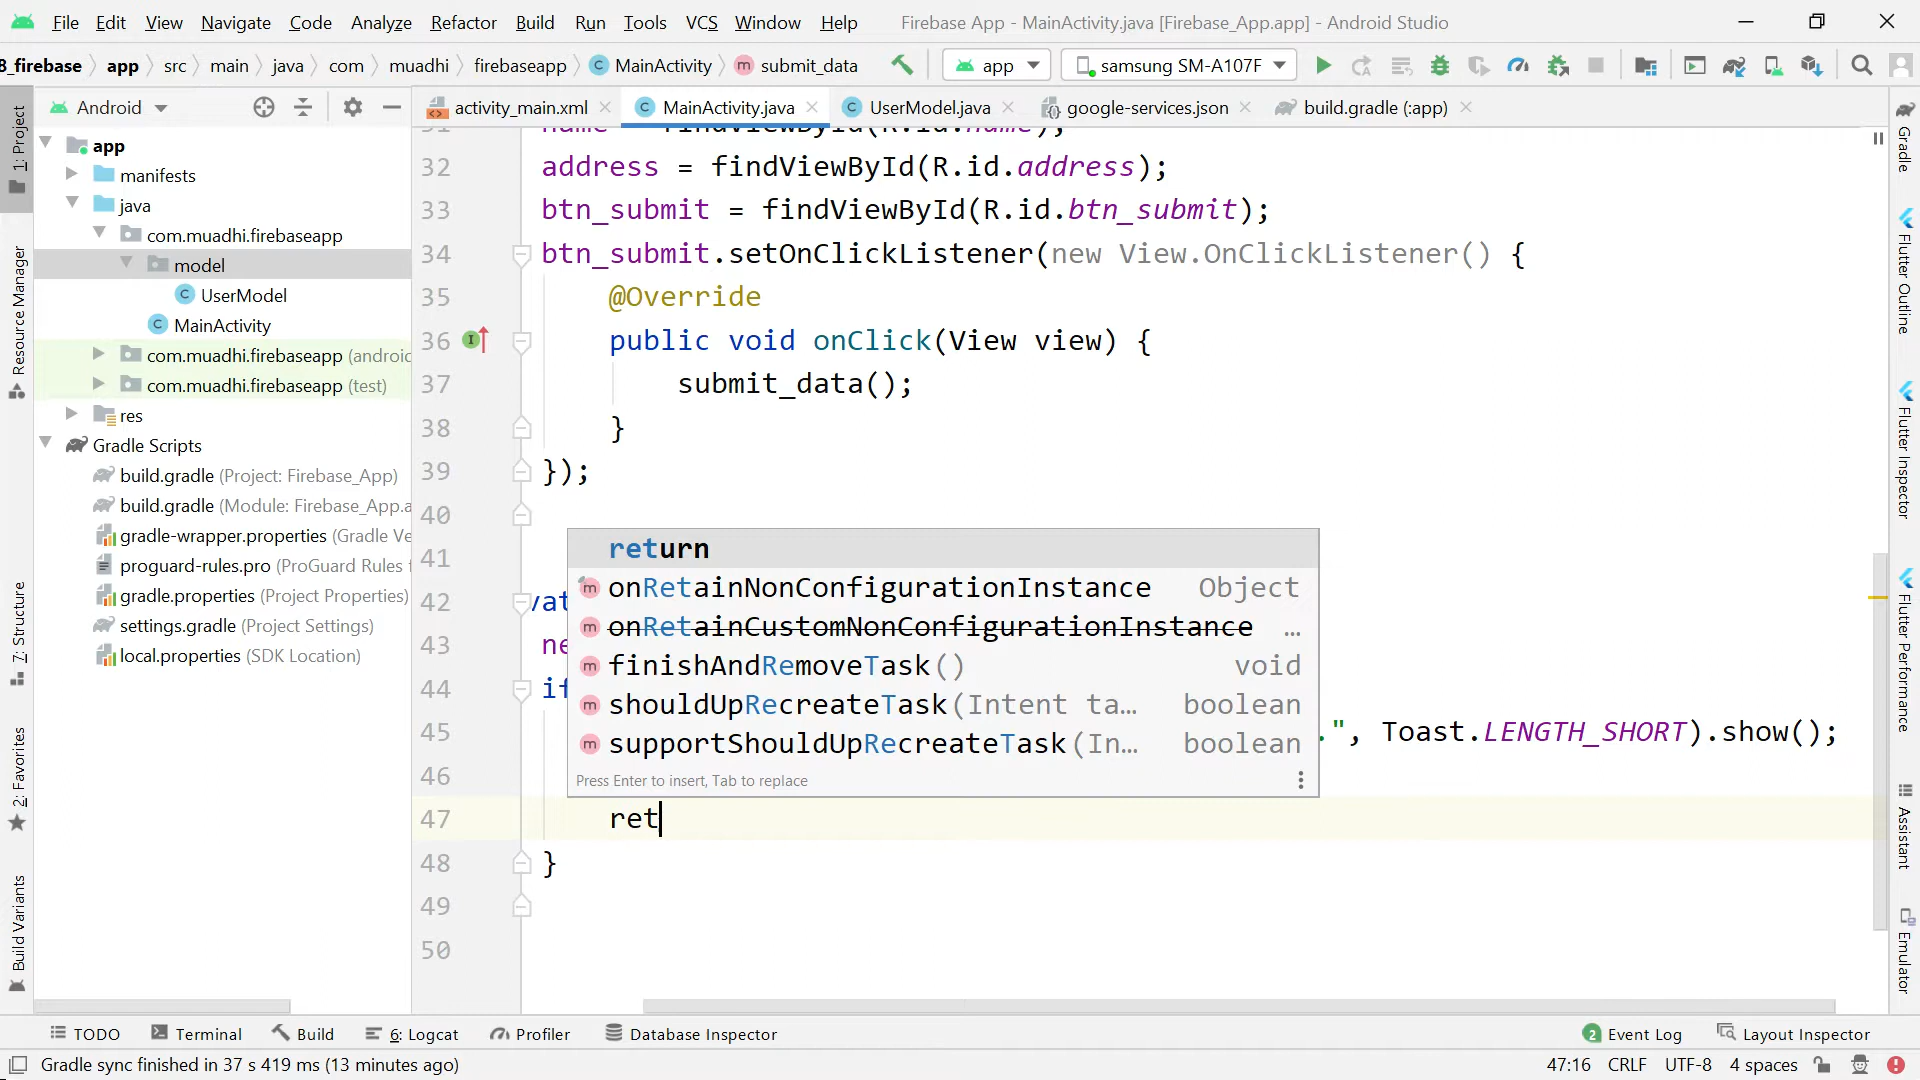 File Edit View Navigate Code Analyze Refactor Build Run Tools VCS Window Help Firebase App - MainActivity.java [Firebase_App.app] - Android Studio
8_firebase app src main java com muadhi firebaseapp MainActivity submit_data app samsung SM-A107F
Android activity_main.xml MainActivity.java UserModel.java google-services.json build.gradle (:app)
1: Project
Resource Manager
7: Structure
2: Favorites
Build Variants
app
manifests
java
com.muadhi.firebaseapp
model
UserModel
MainActivity
com.muadhi.firebaseapp (androic
com.muadhi.firebaseapp (test)
res
Gradle Scripts
build.gradle (Project: Firebase_App)
build.gradle (Module: Firebase_App.a
gradle-wrapper.properties (Gradle Ve
proguard-rules.pro (ProGuard Rules f
gradle.properties (Project Properties)
settings.gradle (Project Settings)
local.properties (SDK Location)
32 address = findViewById(R.id.address);
33 btn_submit = findViewById(R.id.btn_submit);
34 btn_submit.setOnClickListener(new View.OnClickListener() {
35 @Override
36 public void onClick(View view) {
37 submit_data();
38 }
39 });
40
41
42 vat
43 ne
44 if
45 .", Toast.LENGTH_SHORT).show();
46
47 ret
48 }
49
50
return
onRetainNonConfigurationInstance Object
onRetainCustomNonConfigurationInstance ...
finishAndRemoveTask() void
shouldUpRecreateTask(Intent ta... boolean
supportShouldUpRecreateTask(In... boolean
Press Enter to insert, Tab to replace
Gradle
Flutter Outline
Flutter Inspector
Flutter Performance
Assistant
Emulator
TODO Terminal Build 6: Logcat Profiler Database Inspector 2 Event Log Layout Inspector
Gradle sync finished in 37 s 419 ms (13 minutes ago) 47:16 CRLF UTF-8 4 spaces